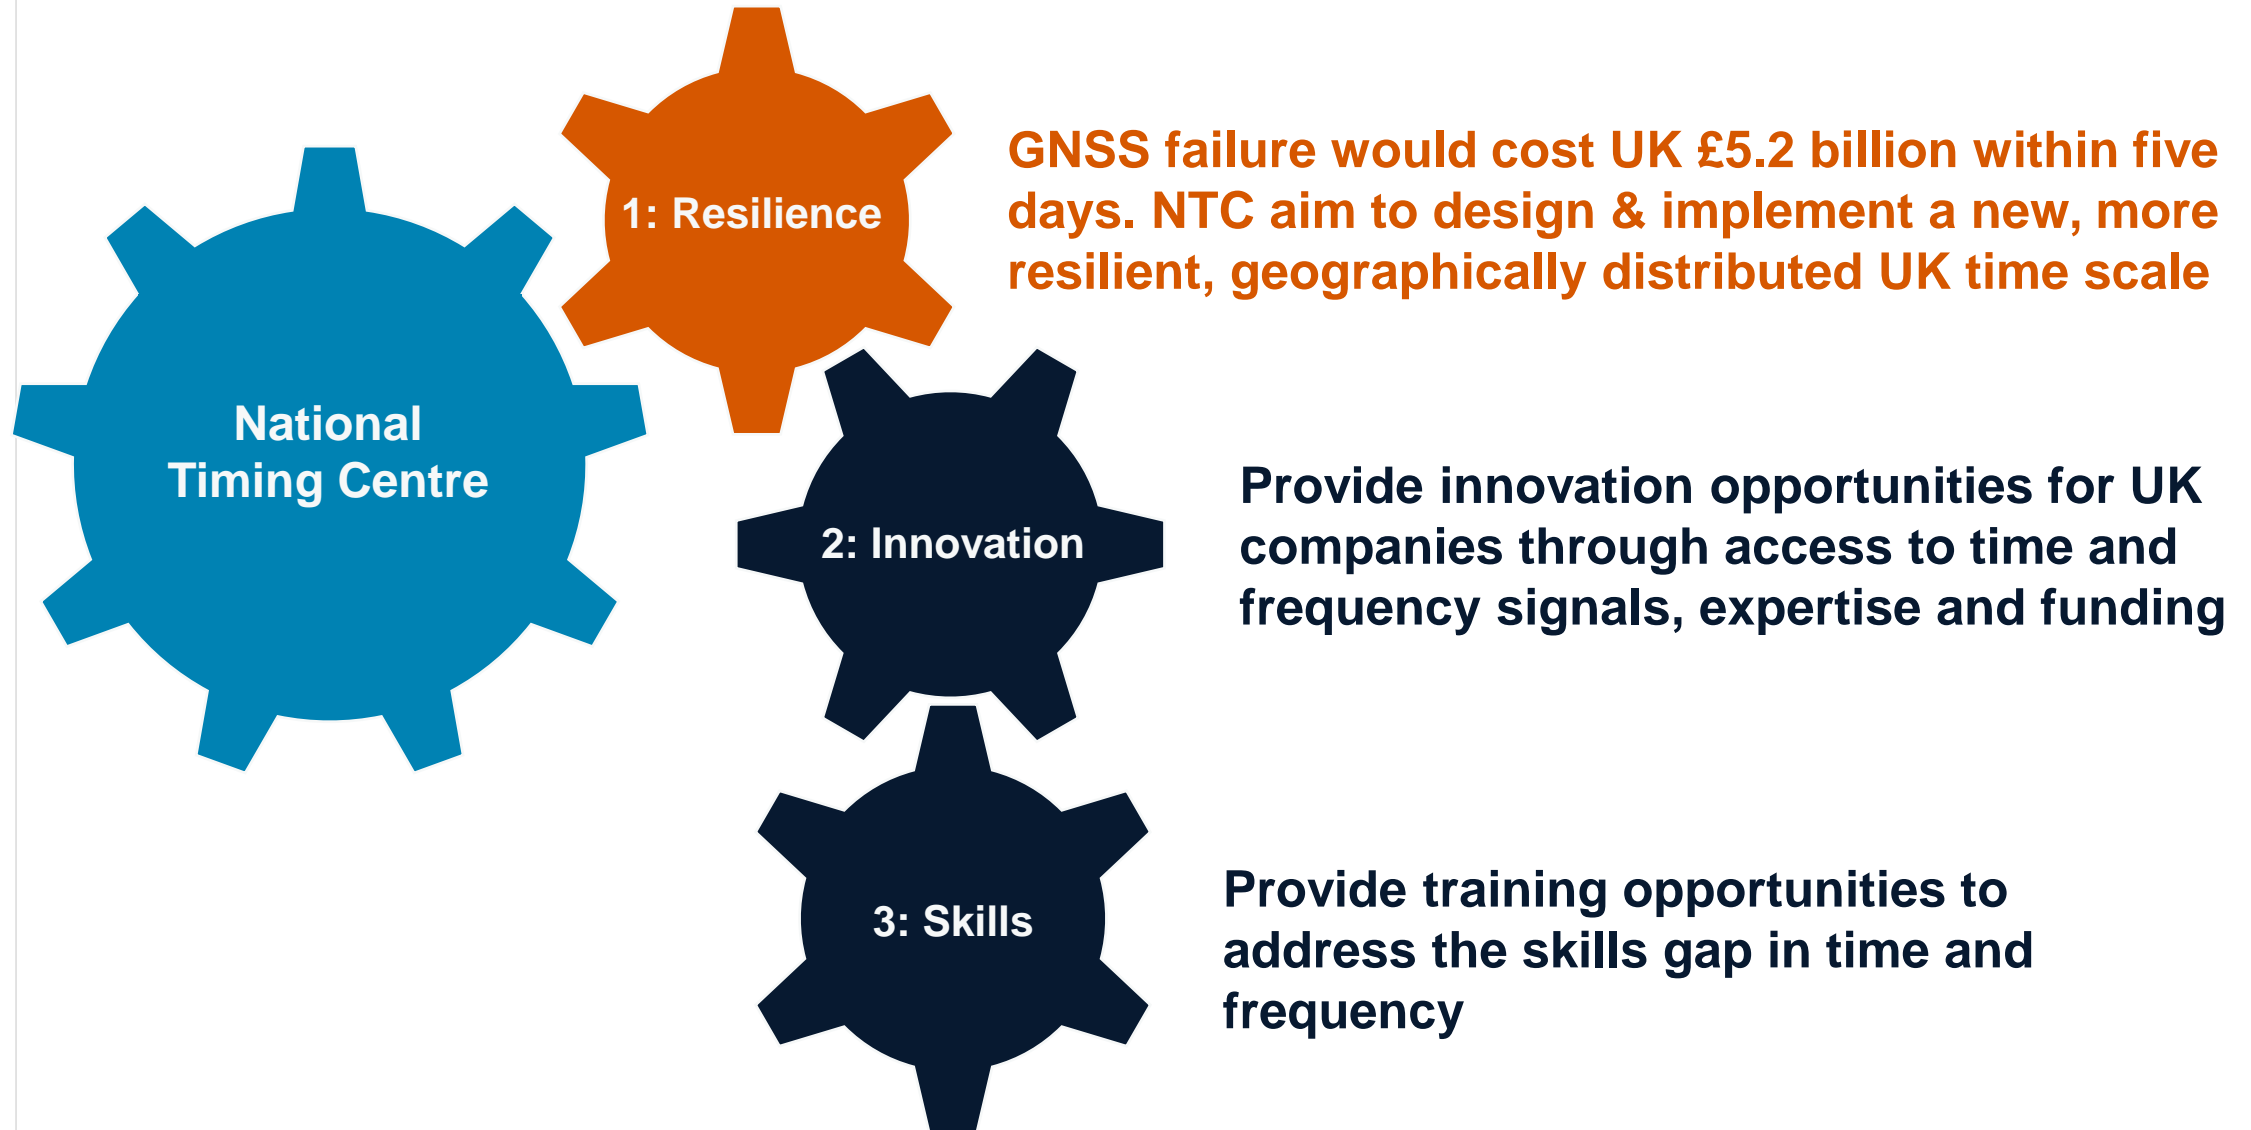 National
Timing Centre
1: Resilience
GNSS failure would cost UK £5.2 billion within five
days. NTC aim to design & implement a new, more
resilient, geographically distributed UK time scale
2: Innovation
Provide innovation opportunities for UK
companies through access to time and
frequency signals, expertise and funding
3: Skills
Provide training opportunities to
address the skills gap in time and
frequency